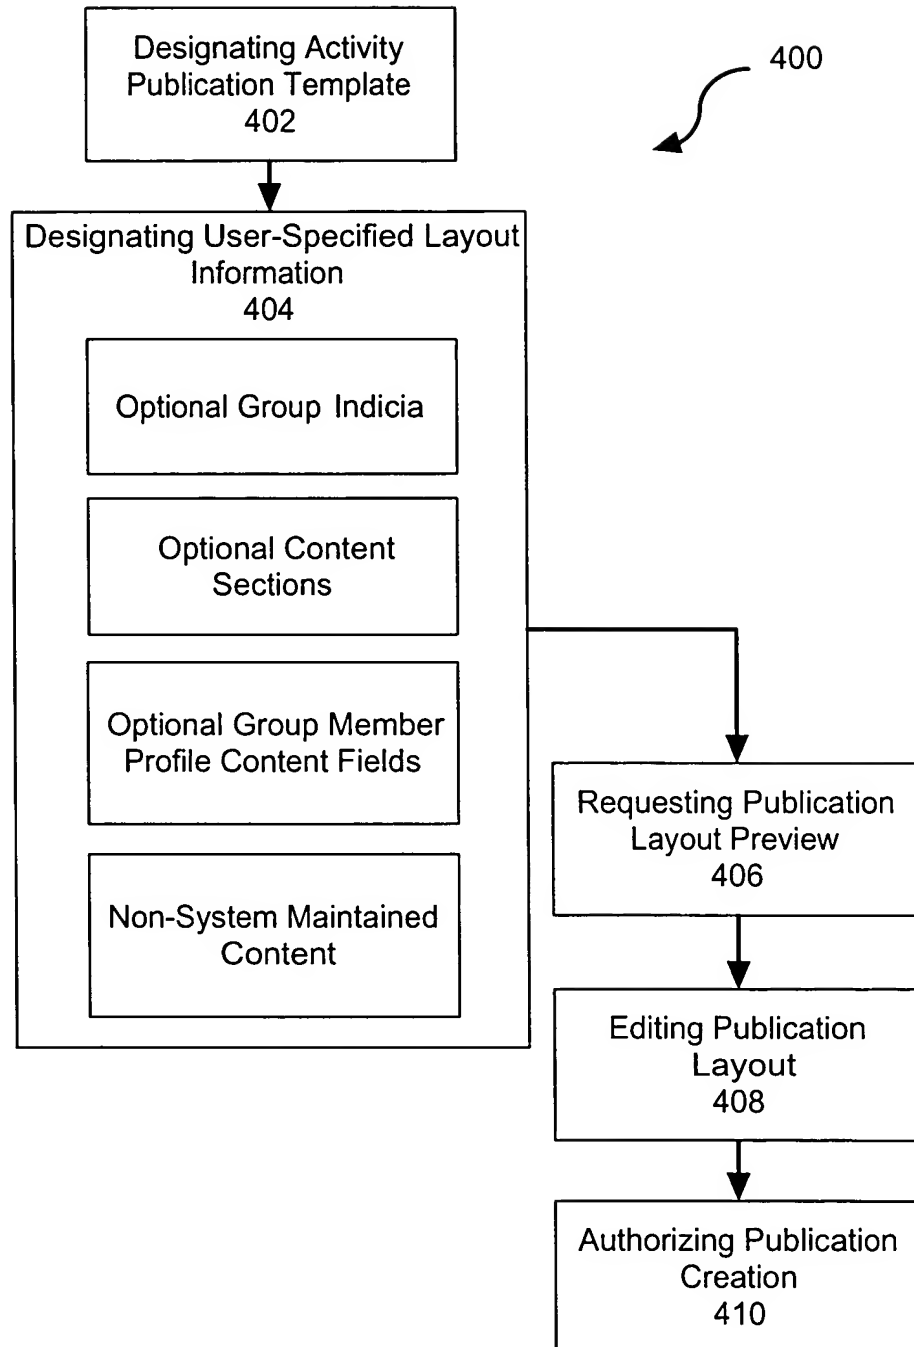 Designating Activity
Publication Template
402
400
Designating User-Specified Layout
Information
404
Optional Group Indicia
Optional Content
Sections
Optional Group Member
Profile Content Fields
Non-System Maintained
Content
Requesting Publication
Layout Preview
406
Editing Publication
Layout
408
Authorizing Publication
Creation
410